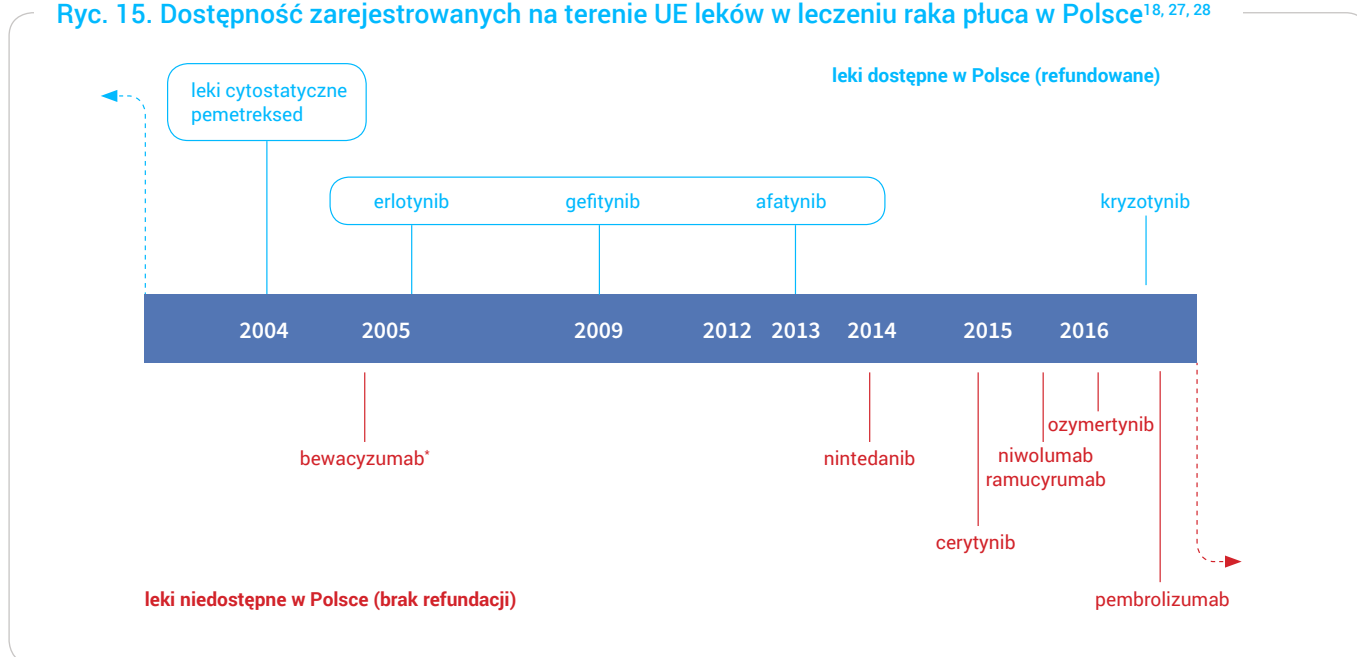 Ryc. 15. Dostępność zarejestrowanych na terenie UE leków w leczeniu raka płuca w Polsce18, 27, 28
leki dostępne w Polsce (refundowane)
leki cytostatyczne
pemetreksed
erlotynib gefitynib afatynib kryzotynib
2004 2005 2009 2012 2013 2014 2015 2016
ozymertynib
bewacyzumab* nintedanib niwolumab
ramucyrumab
cerytynib
leki niedostępne w Polsce (brak refundacji) pembrolizumab